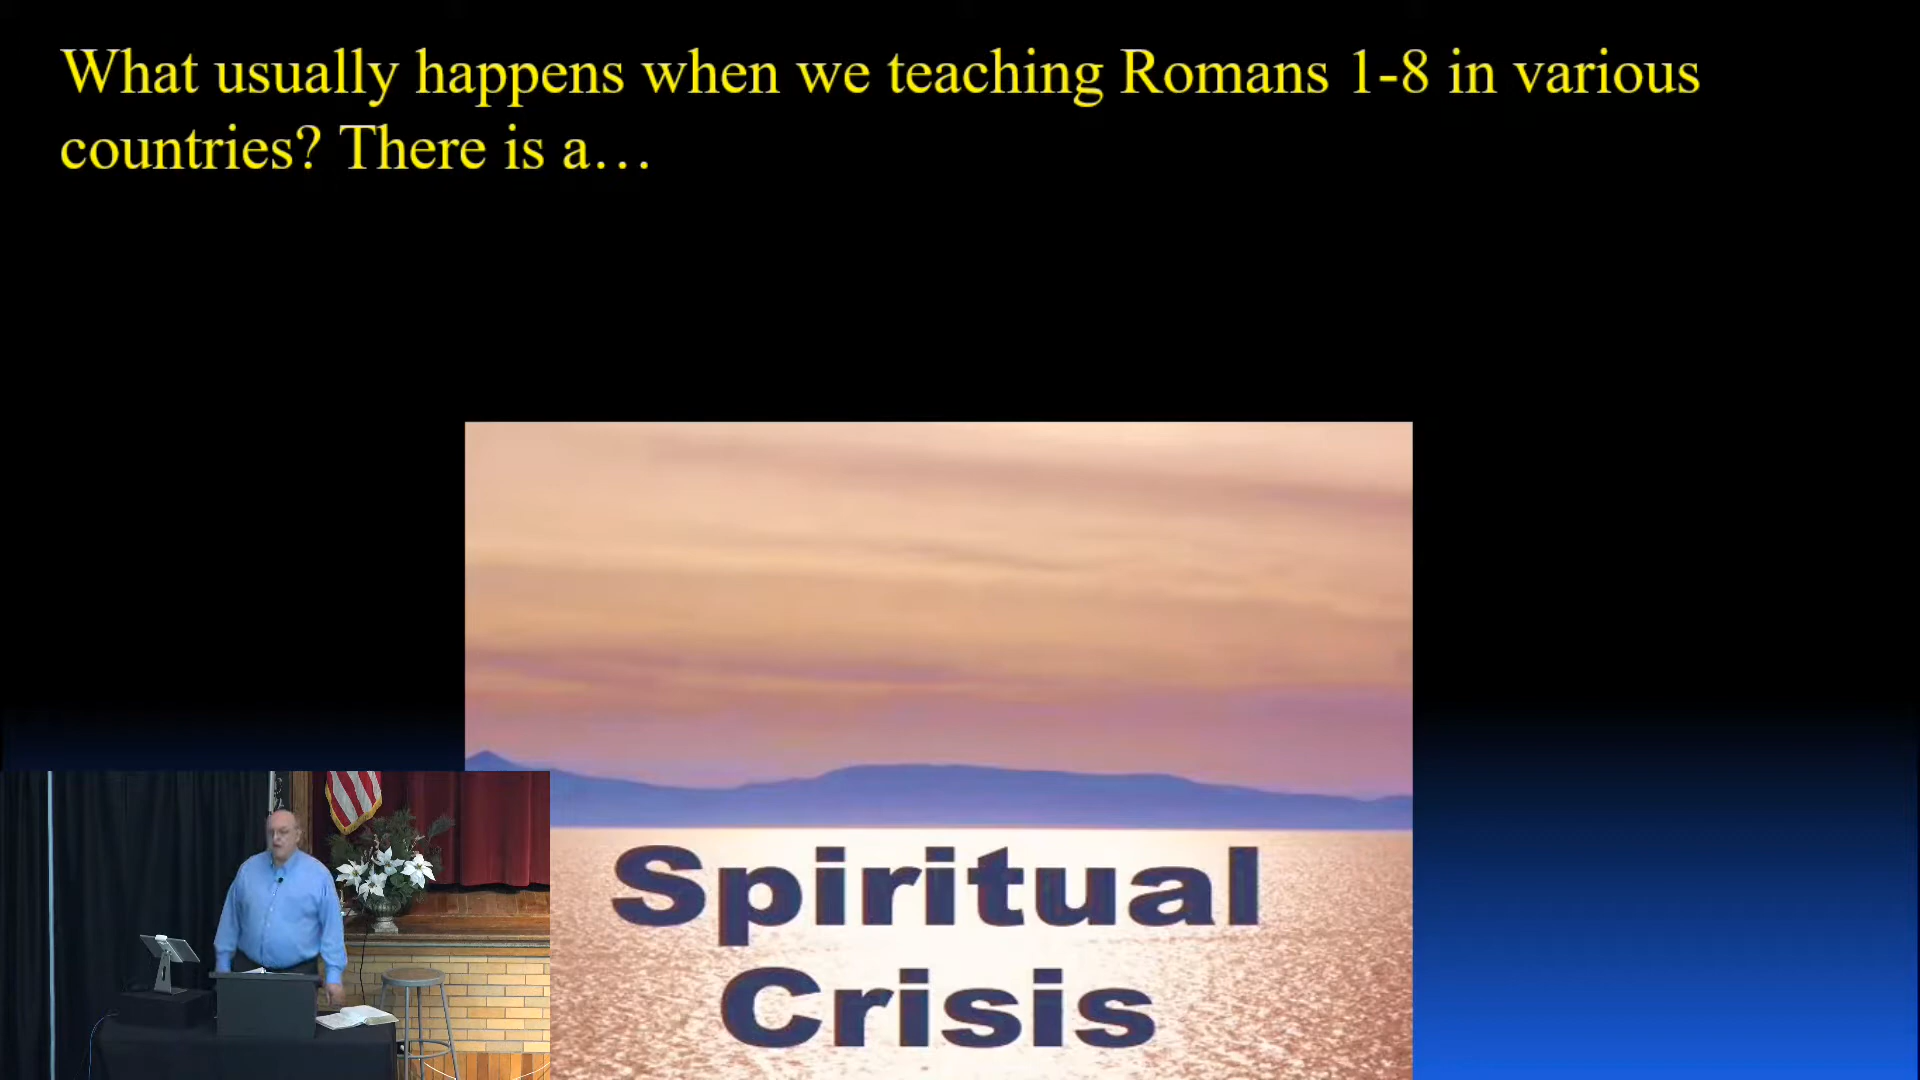 What usually happens when we teaching Romans 1-8 in various
countries? There is a…
Spiritual
Crisis